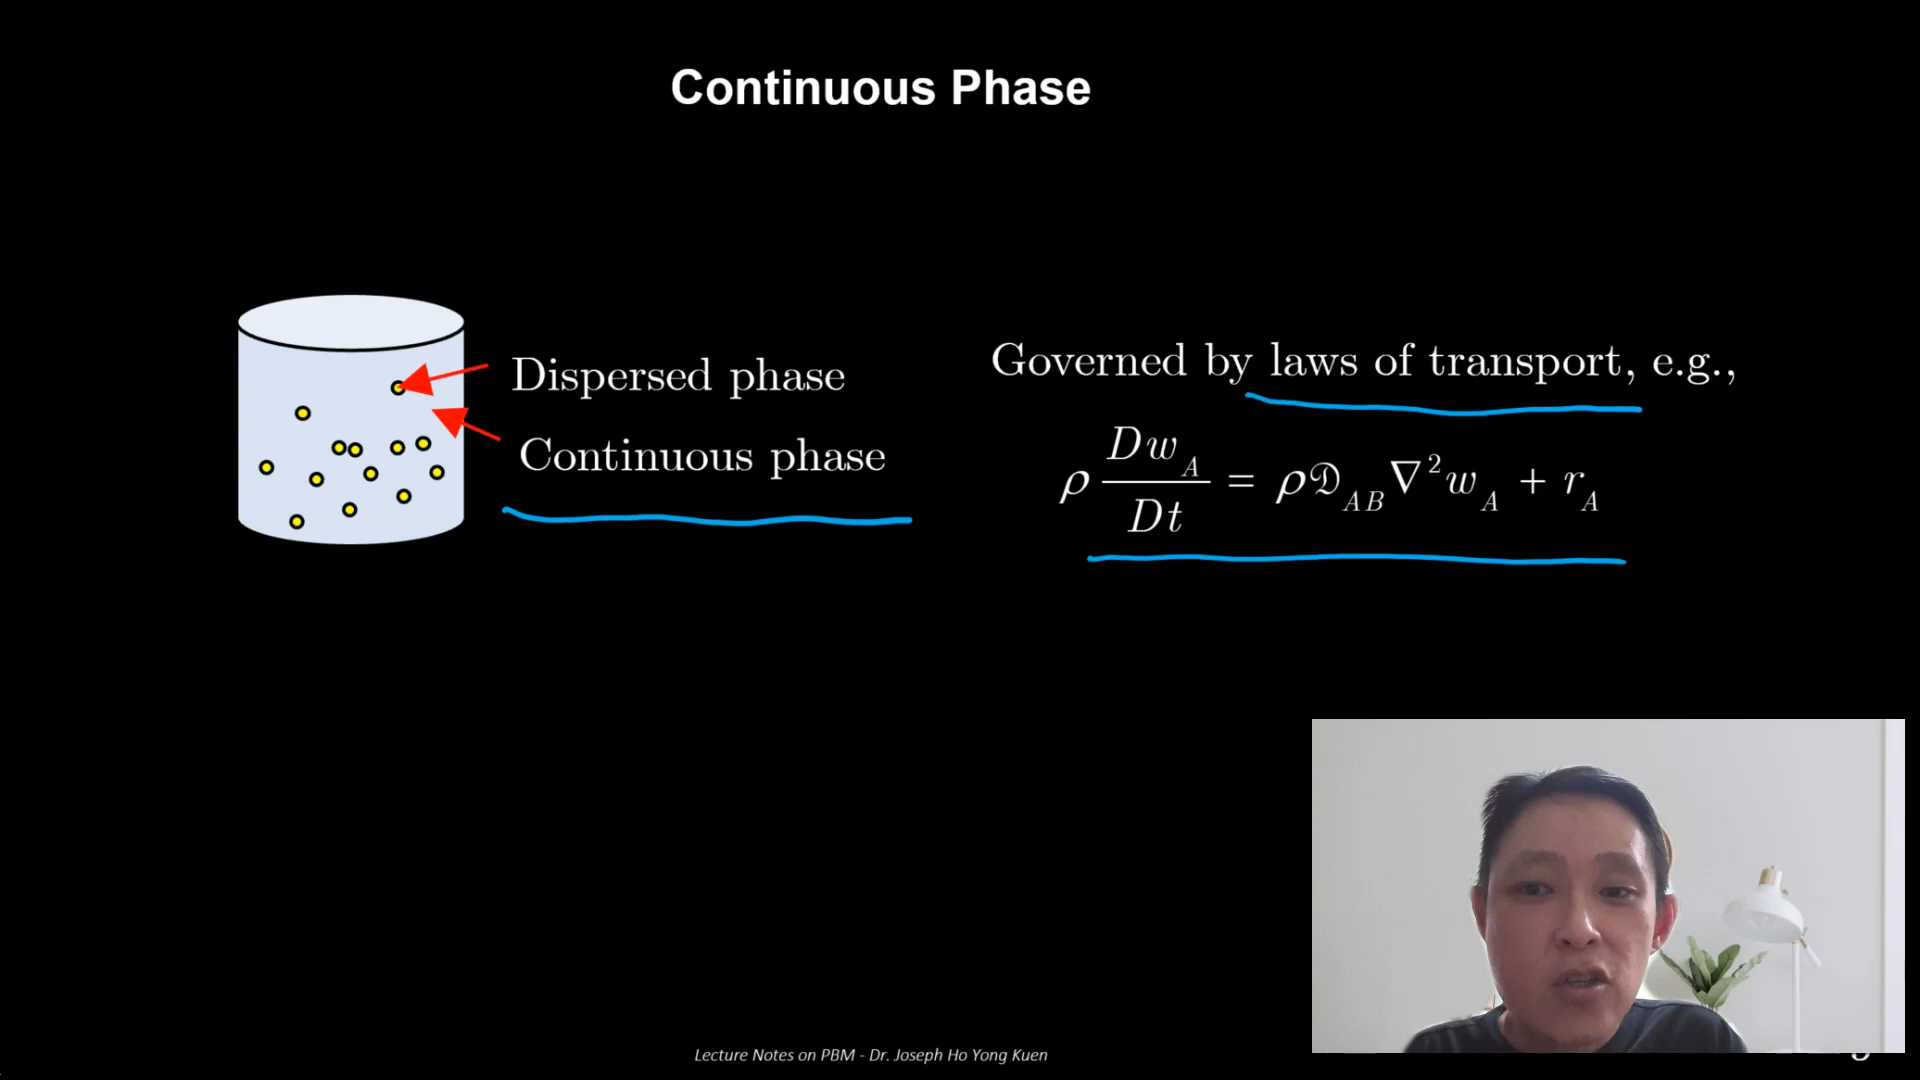 Continuous Phase
Dispersed phase
Continuous phase
Governed by laws of transport, e.g.,
ρ Dw_A / Dt = ρ𝔇_AB ∇²w_A + r_A
Lecture Notes on PBM - Dr. Joseph Ho Yong Kuen